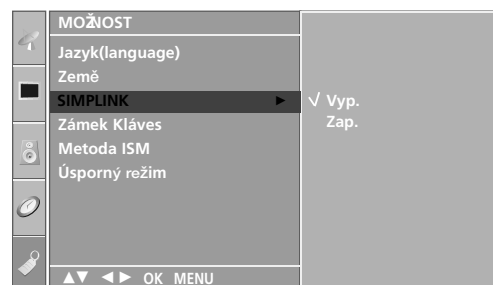 MOŽNOST
Jazyk(language)
Země
SIMPLINK ►
√ Vyp.
Zap.
Zámek Kláves
Metoda ISM
Úsporný režim
▲▼ ◄► OK MENU